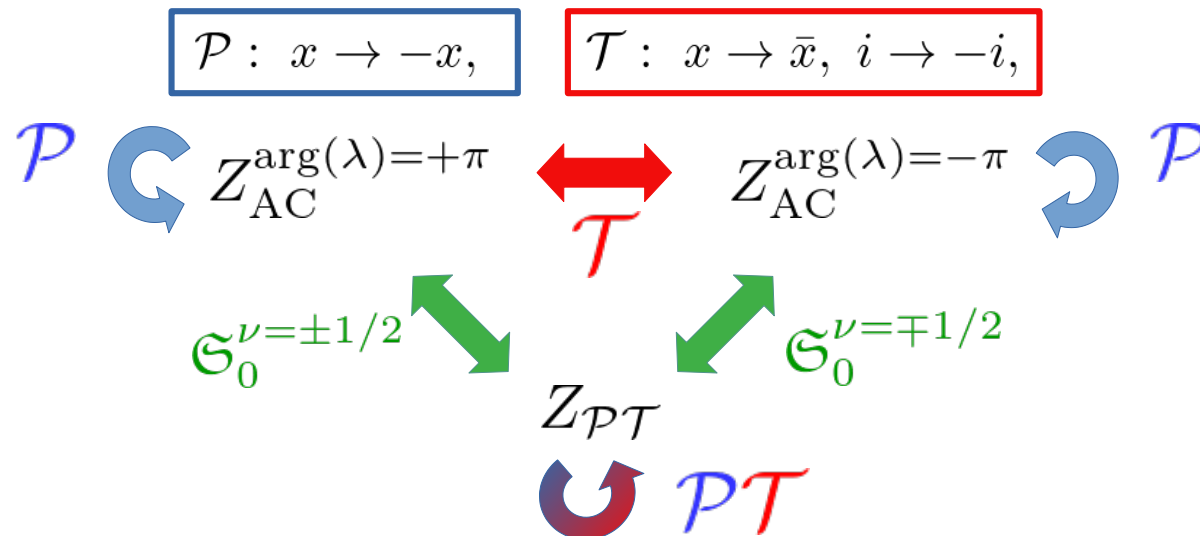 𝒫 : x → −x, 𝒯 : x → x̄, i → −i,
𝒫 Z_AC^{arg(λ)=+π} Z_AC^{arg(λ)=−π} 𝒫
𝒯
𝔖_0^{ν=±1/2} 𝔖_0^{ν=∓1/2}
Z_{𝒫𝒯}
𝒫𝒯